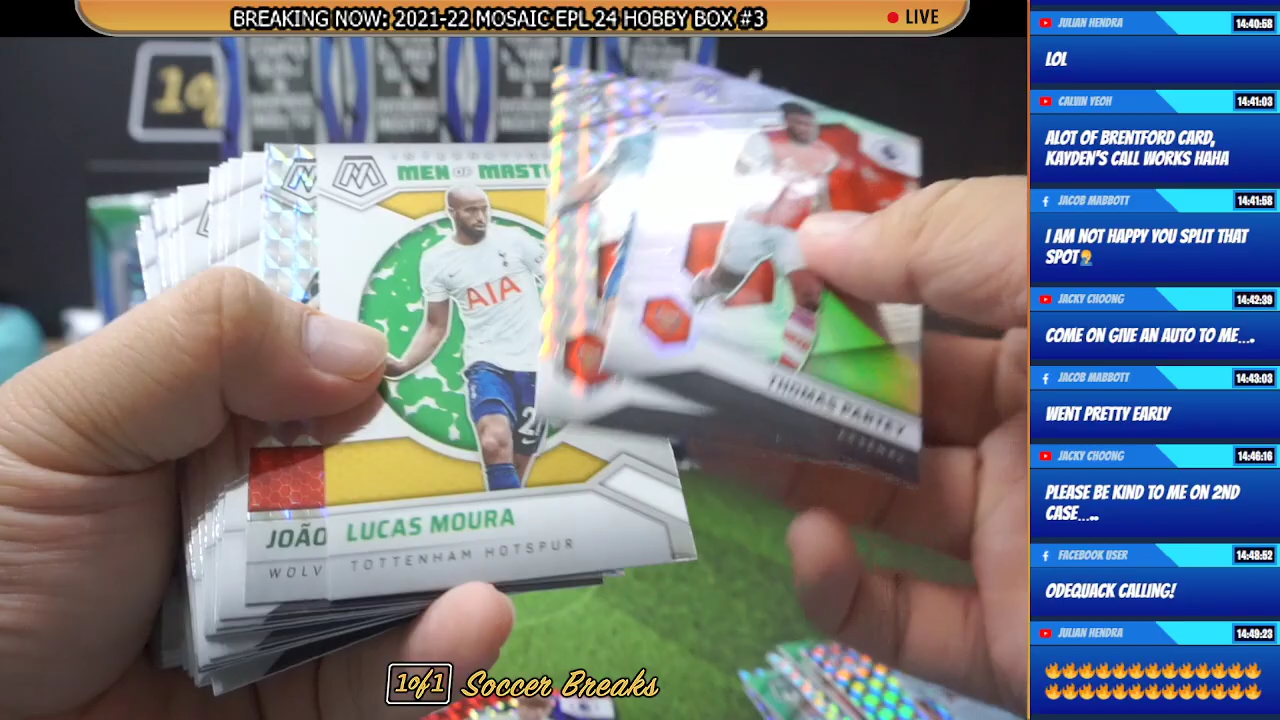 BREAKING NOW: 2021-22 MOSAIC EPL 24 HOBBY BOX #3
LIVE
1of
MEN OF
AIA
2
JOÃO
WOLV
LUCAS MOURA
TOTTENHAM HOTSPUR
THOMAS PARTEY
ARSENAL
1of1 Soccer Breaks
JULIAN HENDRA 14:40:58
LOL
CALVIN YEOH 14:41:03
ALOT OF BRENTFORD CARD,
KAYDEN'S CALL WORKS HAHA
JACOB MABBOTT 14:41:58
I AM NOT HAPPY YOU SPLIT THAT
SPOT🤦
JACKY CHOONG 14:42:39
COME ON GIVE AN AUTO TO ME....
JACOB MABBOTT 14:43:03
WENT PRETTY EARLY
JACKY CHOONG 14:46:16
PLEASE BE KIND TO ME ON 2ND
CASE.....
FACEBOOK USER 14:48:52
ODEQUACK CALLING!
JULIAN HENDRA 14:49:23
🔥🔥🔥🔥🔥🔥🔥🔥🔥🔥🔥🔥🔥🔥
🔥🔥🔥🔥🔥🔥🔥🔥🔥🔥🔥🔥🔥🔥